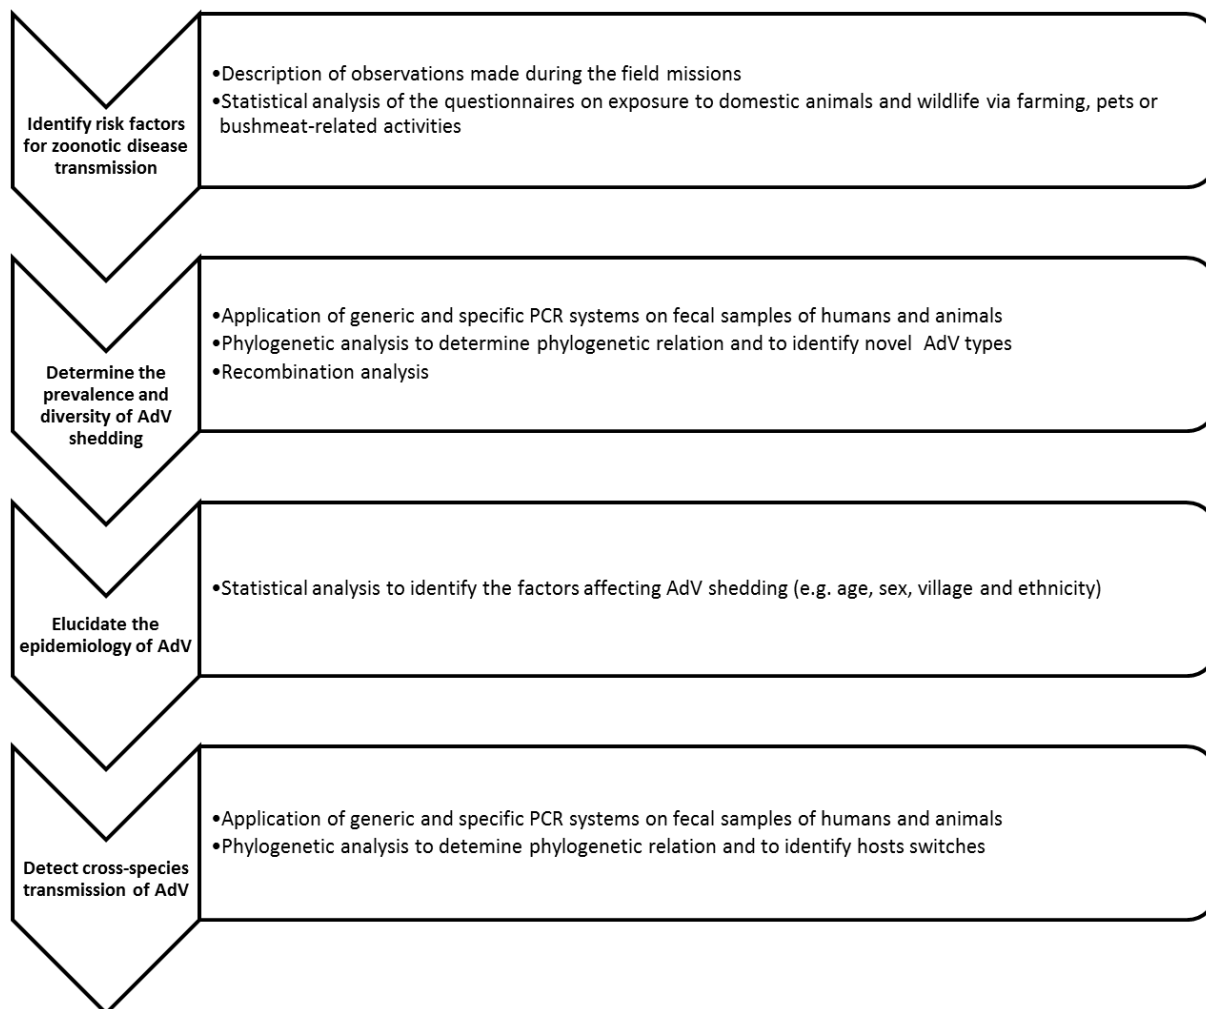 Identify risk factors
for zoonotic disease
transmission
•Description of observations made during the field missions
•Statistical analysis of the questionnaires on exposure to domestic animals and wildlife via farming, pets or
bushmeat-related activities
Determine the
prevalence and
diversity of AdV
shedding
•Application of generic and specific PCR systems on fecal samples of humans and animals
•Phylogenetic analysis to determine phylogenetic relation and to identify novel AdV types
•Recombination analysis
Elucidate the
epidemiology of AdV
•Statistical analysis to identify the factors affecting AdV shedding (e.g. age, sex, village and ethnicity)
Detect cross-species
transmission of AdV
•Application of generic and specific PCR systems on fecal samples of humans and animals
•Phylogenetic analysis to detemine phylogenetic relation and to identify hosts switches